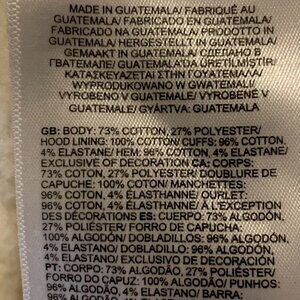 MADE IN GUATEMALA/ FABRIQUÉ AU
GUATEMALA/ FABRICADO EN GUATEMALA/
FABRICADO NA GUATEMALA/ PRODOTTO IN
GUATEMALA/ HERGESTELLT IN GUATEMALA/
GEMAAKT IN GUATEMALA/ СДЕЛАНО В
ГВАТЕМАЛЕ/ GUATEMALA'DA ÜRETİLMİŞTİR/
ΚΑΤΑΣΚΕΥΑΖΕΤΑΙ ΣΤΗΝ ΓΟΥΑΤΕΜΑΛΑ/
WYPRODUKOWANO W GWATEMALI/
VYROBENO V GUATEMALE/ VYROBENÉ V
GUATEMALE/ GYÁRTVA: GUATEMALA
GB: BODY: 73% COTTON, 27% POLYESTER/
HOOD LINING: 100% COTTON/ CUFFS: 96% COTTON,
4% ELASTANE/ HEM: 96% COTTON, 4% ELASTANE/
EXCLUSIVE OF DECORATION CA: CORPS:
73% COTON, 27% POLYESTER/ DOUBLURE DE
CAPUCHE: 100% COTON/ MANCHETTES:
96% COTON, 4% ÉLASTHANNE/ OURLET:
96% COTON, 4% ÉLASTHANNE/ À L'EXCEPTION
DES DÉCORATIONS ES: CUERPO: 73% ALGODÓN,
27% POLIÉSTER/ FORRO DE CAPUCHA:
100% ALGODÓN/ DOBLADILLOS: 96% ALGODÓN,
4% ELASTANO/ DOBLADILLO: 96% ALGODÓN,
4% ELASTANO/ EXCLUSIVO DE DECORACIÓN
PT: CORPO: 73% ALGODÃO, 27% POLIÉSTER/
FORRO DO CAPUZ: 100% ALGODÃO/ PUNHOS:
96% ALGODÃO, 4% ELASTANO/ BARRA: